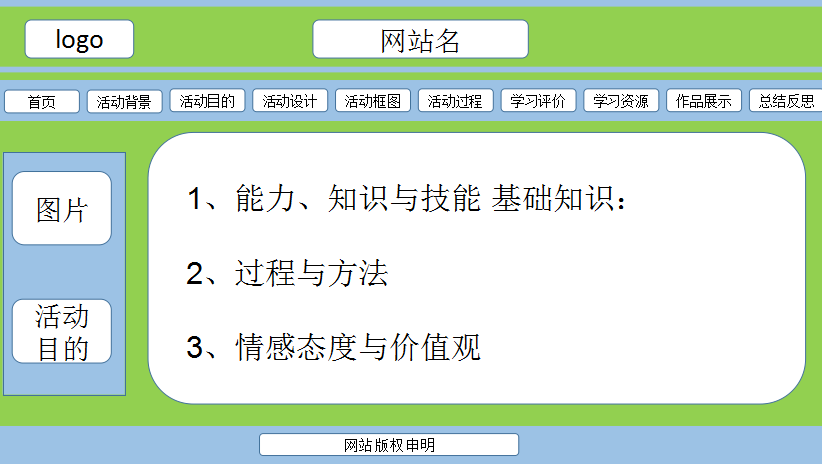 logo
网站名
首页
活动背景
活动目的
活动设计
活动框图
活动过程
学习评价
学习资源
作品展示
总结反思
图片
活动
目的
1、能力、知识与技能 基础知识：
2、过程与方法
3、情感态度与价值观
网站版权申明